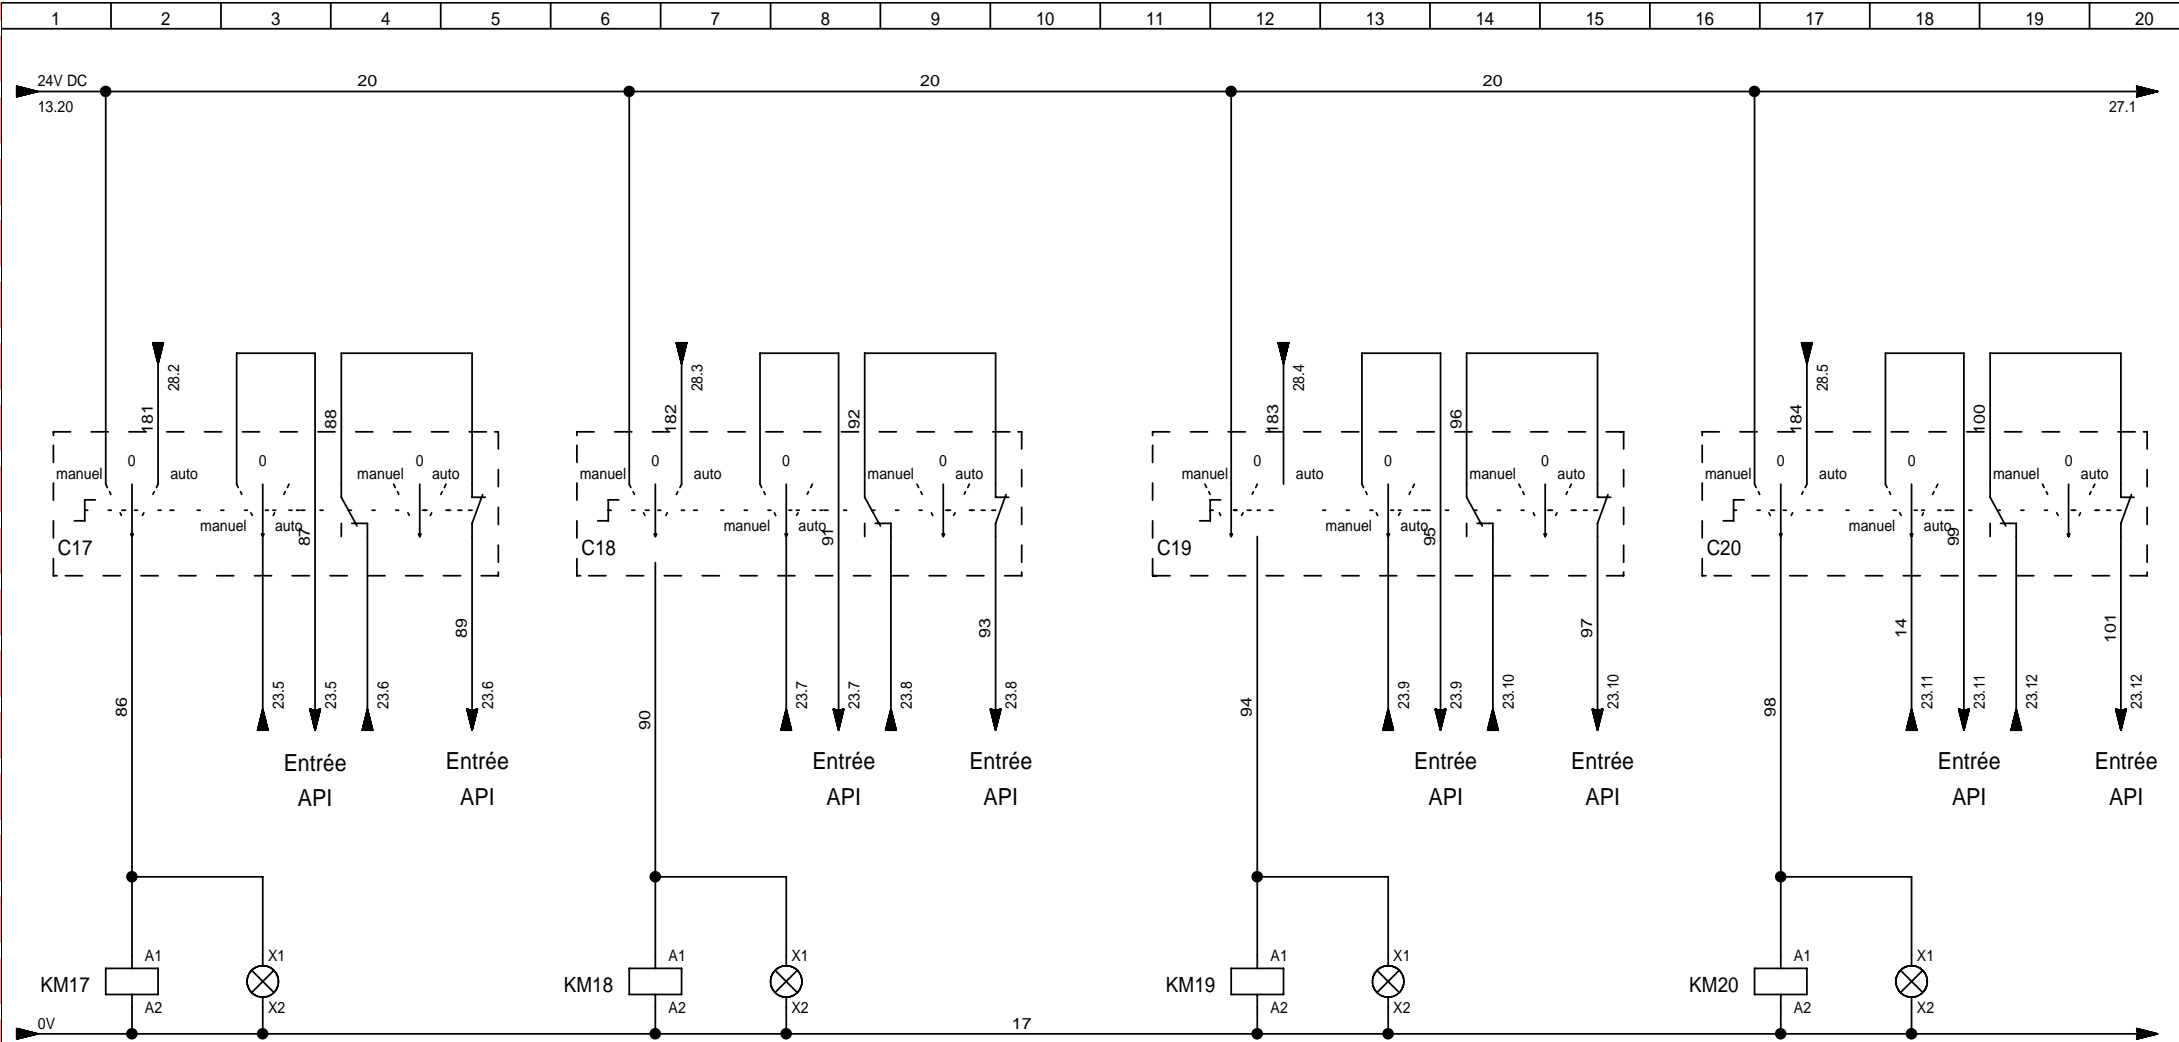 1 2 3 4 5 6 7 8 9 10 11 12 13 14 15 16 17 18 19 20
24V DC 20 20 20
13.20 27.1
28.2 28.3 28.4 28.5
181 88 182 92 183 96 184 100
0 0 0 0 0 0 0 0 0 0 0 0
manuel auto manuel auto manuel auto manuel auto manuel auto manuel auto manuel auto manuel auto
manuel auto manuel auto manuel auto manuel auto
87 91 95 99
C17 C18 C19 C20
89 93 97 14 101
86 23.5 23.5 23.6 23.6 90 23.7 23.7 23.8 23.8 94 23.9 23.9 23.10 23.10 98 23.11 23.11 23.12 23.12
Entrée Entrée Entrée Entrée Entrée Entrée Entrée Entrée
API API API API API API API API
A1 X1 A1 X1 A1 X1 A1 X1
KM17 KM18 KM19 KM20
A2 X2 A2 X2 A2 X2 A2 X2
0V 17